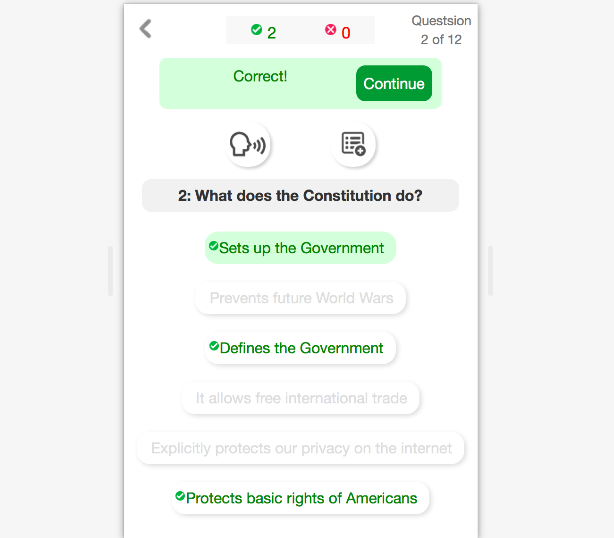 2
0
Questsion
2 of 12
Correct!
Continue
2: What does the Constitution do?
Sets up the Government
Prevents future World Wars
Defines the Government
It allows free international trade
Explicitly protects our privacy on the internet
Protects basic rights of Americans